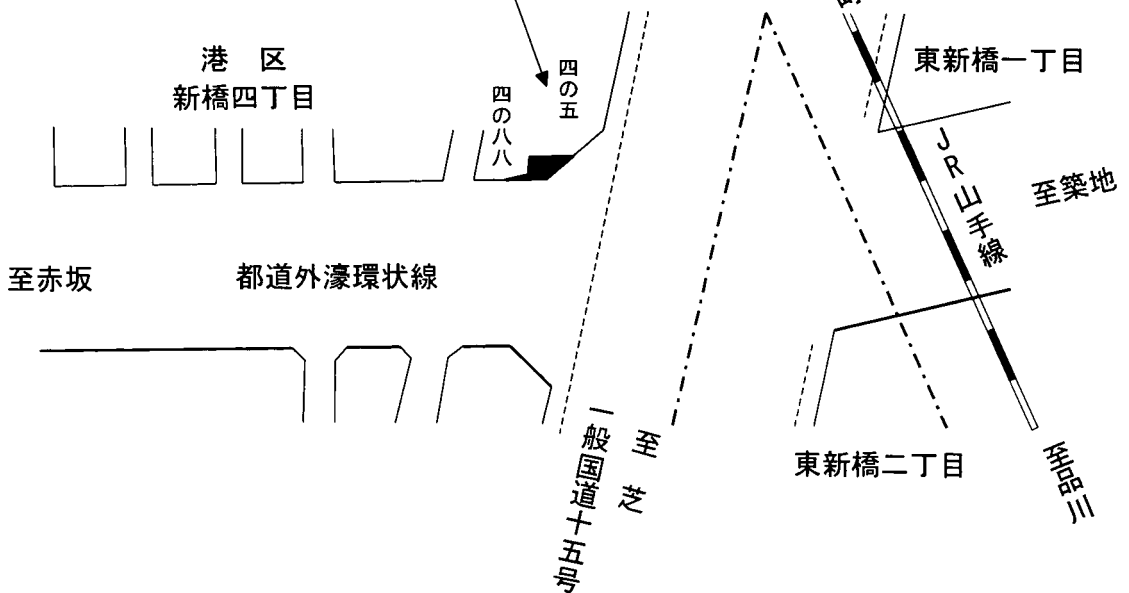 港区
新橋四丁目
四の八八
四の五
東新橋一丁目
JR山手線
至築地
至赤坂
都道外濠環状線
一般国道十五号
至芝
東新橋二丁目
至品川